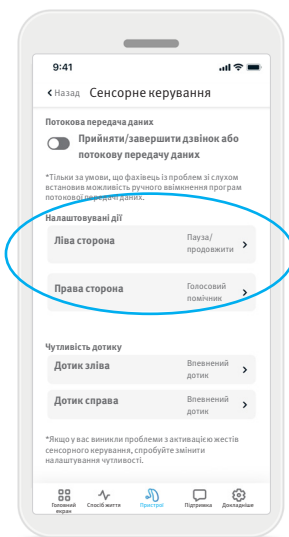 9:41
Назад Сенсорне керування
Потокова передача даних
Прийняти/завершити дзвінок або
потокову передачу даних
*Тільки за умови, що фахівець із проблем зі слухом
встановив можливість ручного ввімкнення програм
потокової передачі даних.
Налаштовувані дії
Ліва сторона
Пауза/
продовжити
Права сторона
Голосовий
помічник
Чутливість дотику
Дотик зліва
Впевнений
дотик
Дотик справа
Впевнений
дотик
*Якщо у вас виникли проблеми з активацією жестів
сенсорного керування, спробуйте змінити
налаштування чутливості.
Головний
екран
Спосіб життя
Пристрої
Підтримка
Докладніше